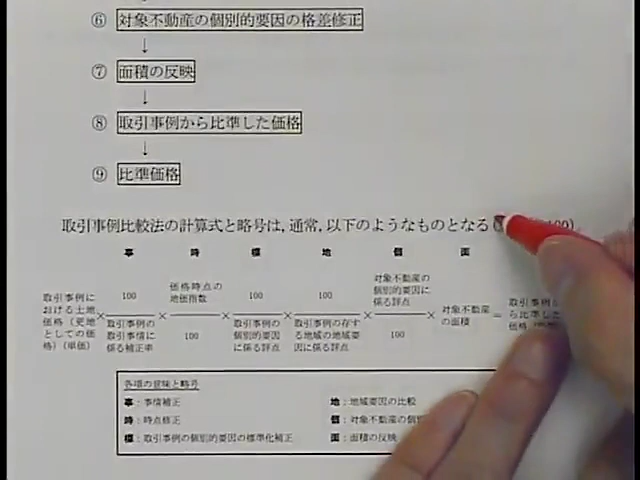 ⑥ 対象不動産の個別的要因の格差修正
↓
⑦ 面積の反映
↓
⑧ 取引事例から比準した価格
↓
⑨ 比準価格
取引事例比較法の計算式と略号は，通常，以下のようなものとなる
事 時 標 地 個 面
取引事例における土地価格（更地としての価格）（単価） × 100 / 取引事例の取引事情に係る補正率 × 価格時点の地価指数 / 100 × 100 / 取引事例の個別的要因に係る評点 × 100 / 取引事例の存する地域の地域要因に係る評点 × 対象不動産の個別的要因に係る評点 / 100 × 対象不動産の面積 = 取引事例から比準した価格
各項の意味と略号
事：事情補正 地：地域要因の比較
時：時点修正 個：対象不動産の個別
標：取引事例の個別的要因の標準化補正 面：面積の反映